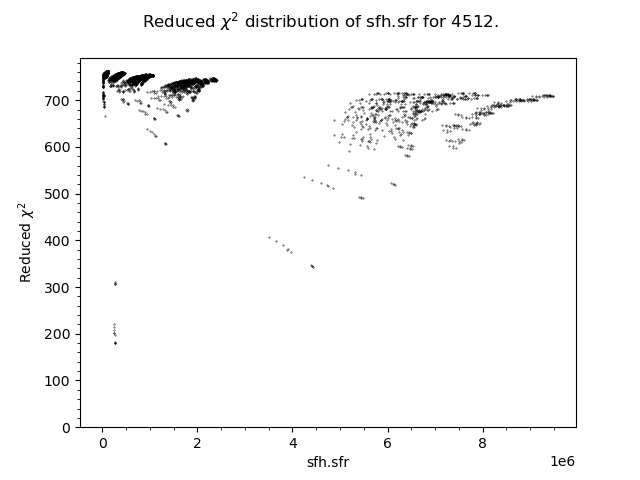 Reduced χ² distribution of sfh.sfr for 4512.
700
600
500
400
300
200
100
0
Reduced χ²
0 2 4 6 8
1e6
sfh.sfr